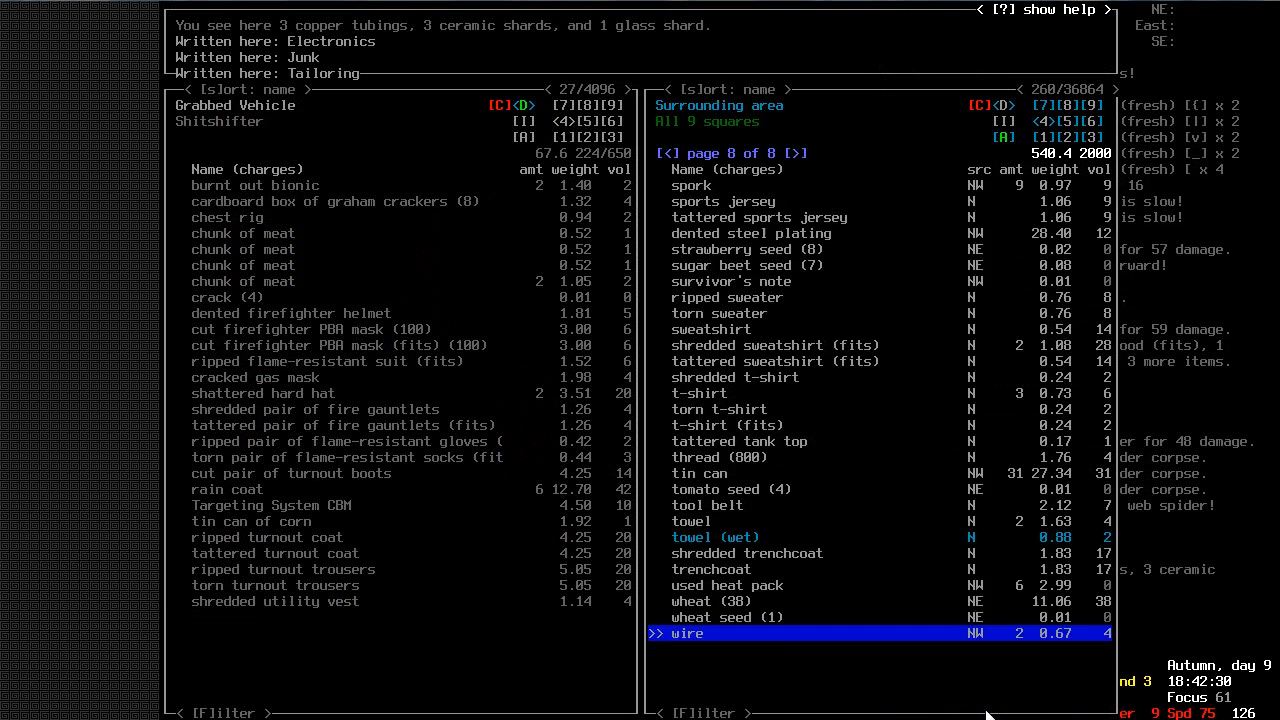 < [?] show help >
NE:
You see here 3 copper tubings, 3 ceramic shards, and 1 glass shard.
East:
Written here: Electronics
SE:
Written here: Junk
Written here: Tailoring
s!
< [s]ort: name > < 27/4096 >
< [s]ort: name > < 260/36864 >
Grabbed Vehicle [C]<D> [7][8][9]
Surrounding area [C]<D> [7][8][9]
(fresh) [{] x 2
Shitshifter [I] <4>[5][6]
All 9 squares [I] <4>[5][6]
(fresh) [|] x 2
[A] [1][2][3]
[A] [1][2][3]
(fresh) [v] x 2
67.6 224/650
[<] page 8 of 8 [>] 540.4 2000
(fresh) [_] x 2
Name (charges) amt weight vol
Name (charges) src amt weight vol
(fresh) [ x 4
burnt out bionic 2 1.40 2
spork NW 9 0.97 9
16
cardboard box of graham crackers (8) 1.32 4
sports jersey N 1.06 9
is slow!
chest rig 0.94 2
tattered sports jersey N 1.06 9
is slow!
chunk of meat 0.52 1
dented steel plating NW 28.40 12
chunk of meat 0.52 1
strawberry seed (8) NE 0.02 0
for 57 damage.
chunk of meat 0.52 1
sugar beet seed (7) NE 0.08 0
rward!
chunk of meat 2 1.05 2
survivor's note NW 0.01 0
crack (4) 0.01 0
ripped sweater N 0.76 8
.
dented firefighter helmet 1.81 5
torn sweater N 0.76 8
cut firefighter PBA mask (100) 3.00 6
sweatshirt N 0.54 14
for 59 damage.
cut firefighter PBA mask (fits) (100) 3.00 6
shredded sweatshirt (fits) N 2 1.08 28
ood (fits), 1
ripped flame-resistant suit (fits) 1.52 6
tattered sweatshirt (fits) N 0.54 14
3 more items.
cracked gas mask 1.98 4
shredded t-shirt N 0.24 2
shattered hard hat 2 3.51 20
t-shirt N 3 0.73 6
shredded pair of fire gauntlets 1.26 4
torn t-shirt N 0.24 2
tattered pair of fire gauntlets (fits) 1.26 4
t-shirt (fits) N 0.24 2
ripped pair of flame-resistant gloves ( 0.42 2
tattered tank top N 0.17 1
er for 48 damage.
torn pair of flame-resistant socks (fit 0.44 3
thread (800) N 1.76 4
der corpse.
cut pair of turnout boots 4.25 14
tin can NW 31 27.34 31
der corpse.
rain coat 6 12.70 42
tomato seed (4) NE 0.01 0
der corpse.
Targeting System CBM 4.50 10
tool belt N 2.12 7
web spider!
tin can of corn 1.92 1
towel N 2 1.63 4
ripped turnout coat 4.25 20
towel (wet) N 0.88 2
tattered turnout coat 4.25 20
shredded trenchcoat N 1.83 17
ripped turnout trousers 5.05 20
trenchcoat N 1.83 17
s, 3 ceramic
torn turnout trousers 5.05 20
used heat pack NW 6 2.99 0
shredded utility vest 1.14 4
wheat (38) NE 11.06 38
wheat seed (1) NE 0.01 0
>> wire NW 2 0.67 4
Autumn, day 9
nd 3 18:42:30
Focus 61
< [F]ilter >
< [F]ilter >
er 9 Spd 75 126